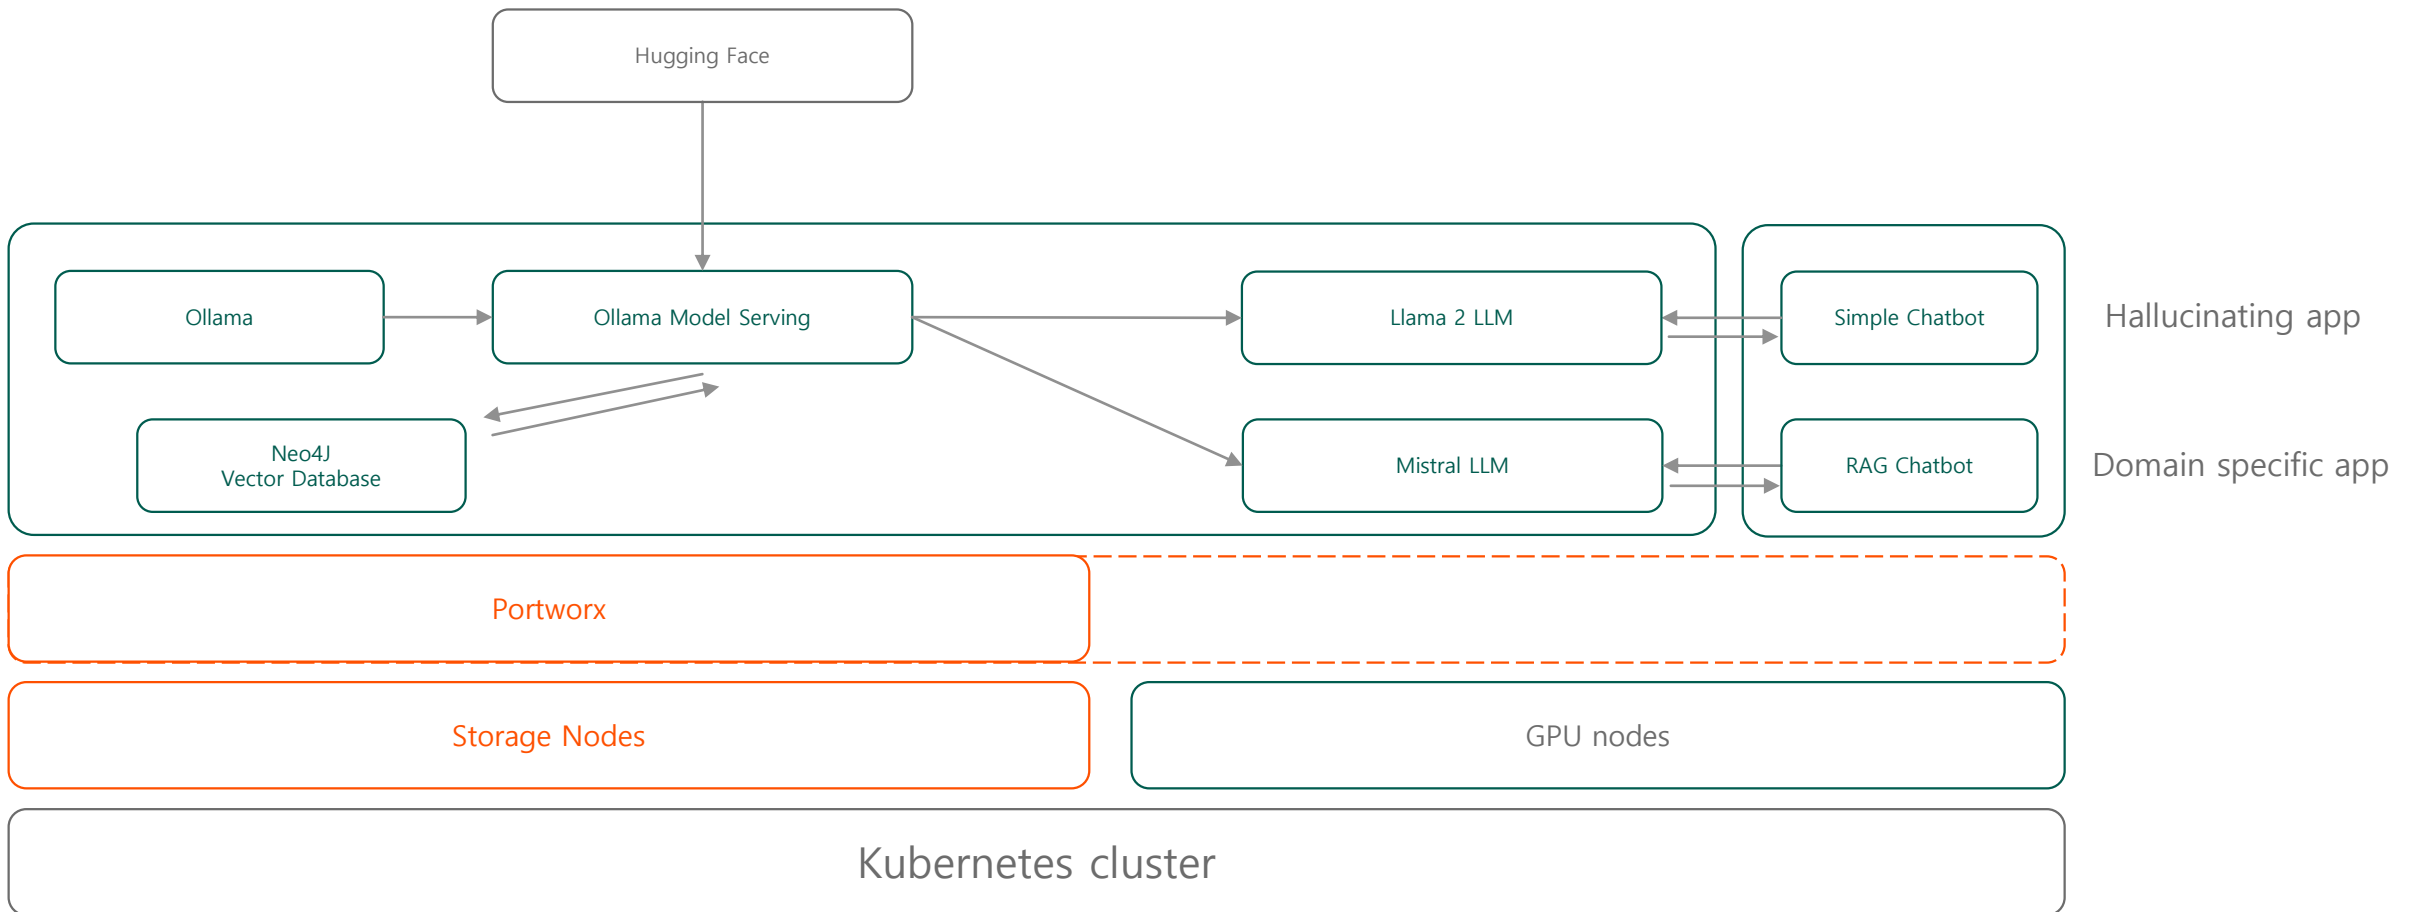 Hugging Face
Ollama
Ollama Model Serving
Llama 2 LLM
Simple Chatbot
Hallucinating app
Neo4J
Vector Database
Mistral LLM
RAG Chatbot
Domain specific app
Portworx
Storage Nodes
GPU nodes
Kubernetes cluster